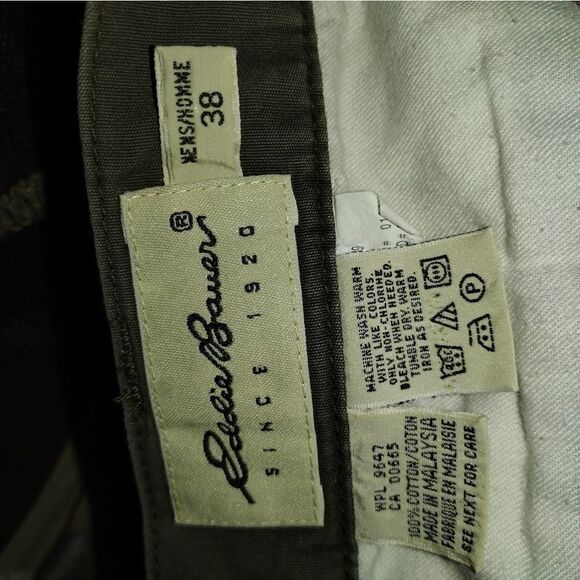 MENS/HOMME
38
Eddie Bauer®
SINCE 1920
MACHINE WASH WARM
WITH LIKE COLORS.
ONLY NON-CHLORINE
BLEACH WHEN NEEDED.
TUMBLE DRY. WARM
IRON AS DESIRED.
P
WPL 9647
CA 00665
100% COTTON/COTON
MADE IN MALAYSIA
FABRIQUE EN MALAISIE
SEE NEXT FOR CARE